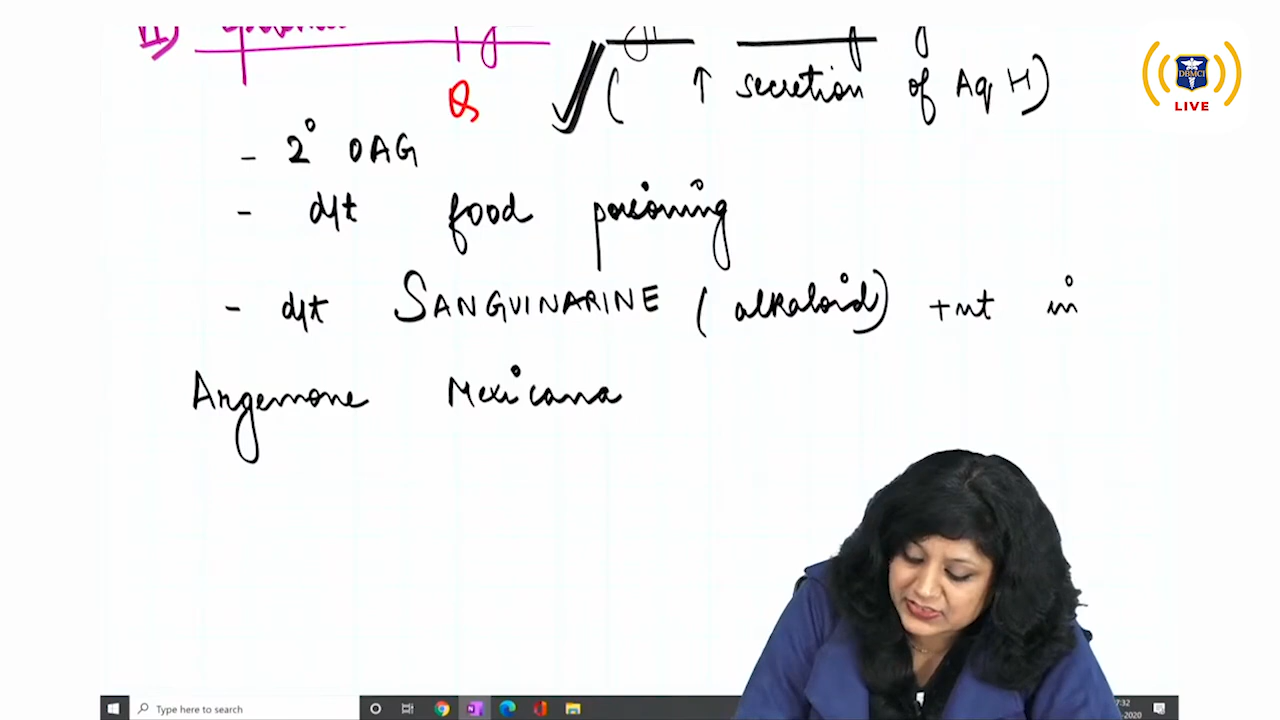 II)
( ↑ secretion of Aq H)
Q
- 2° OAG
- d/t food poisoning
- d/t SANGUINARINE (alkaloid) +nt in
Argemone Mexicana
DBMCI
LIVE
Type here to search